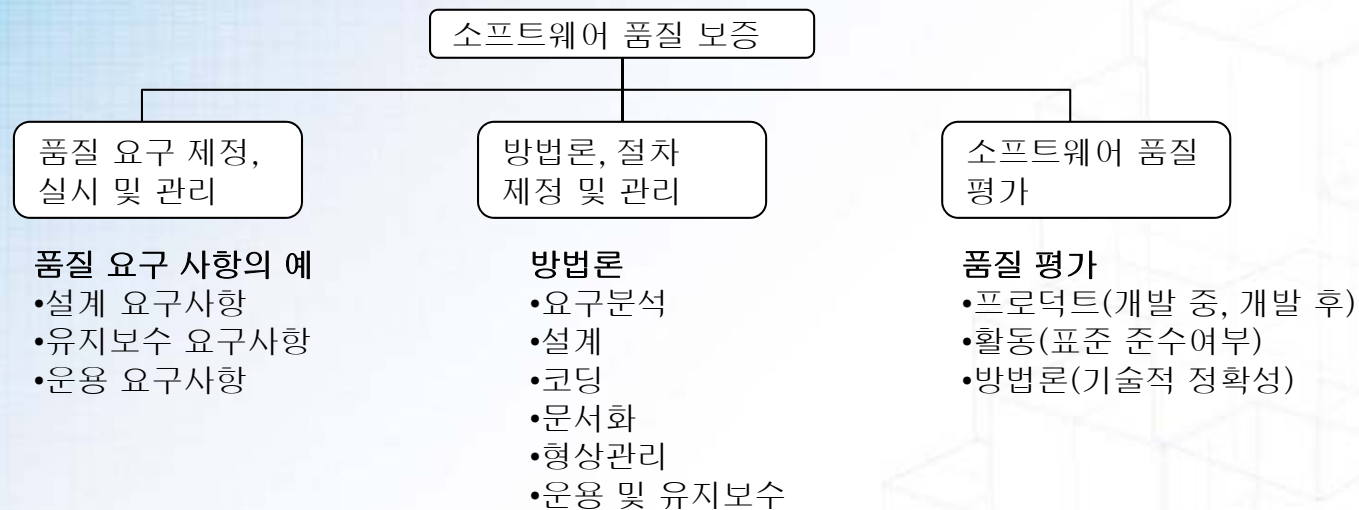 소프트웨어 품질 보증
품질 요구 제정,
실시 및 관리
품질 요구 사항의 예
•설계 요구사항
•유지보수 요구사항
•운용 요구사항
방법론, 절차
제정 및 관리
방법론
•요구분석
•설계
•코딩
•문서화
•형상관리
•운용 및 유지보수
소프트웨어 품질
평가
품질 평가
•프로덕트(개발 중, 개발 후)
•활동(표준 준수여부)
•방법론(기술적 정확성)